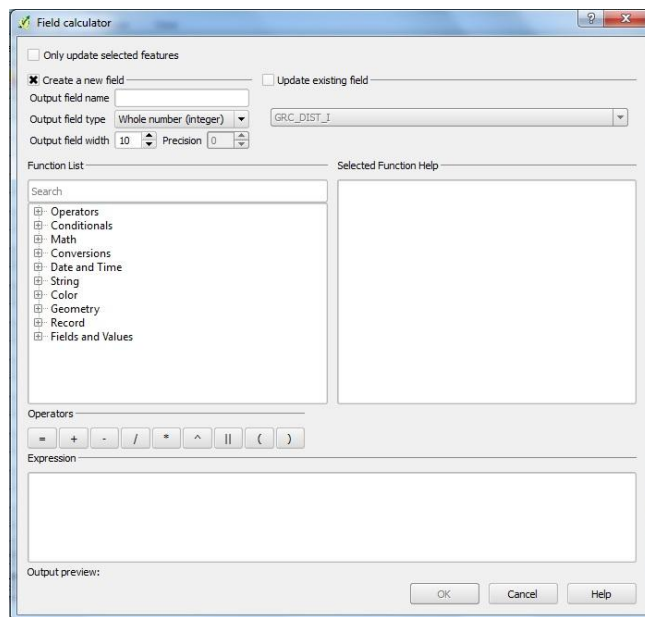 Field calculator
Only update selected features
Create a new field
Update existing field
Output field name
Output field type Whole number (integer)
GRC_DIST_I
Output field width 10 Precision 0
Function List
Selected Function Help
Search
Operators
Conditionals
Math
Conversions
Date and Time
String
Color
Geometry
Record
Fields and Values
Operators
= + - / * ^ || ( )
Expression
Output preview:
OK Cancel Help